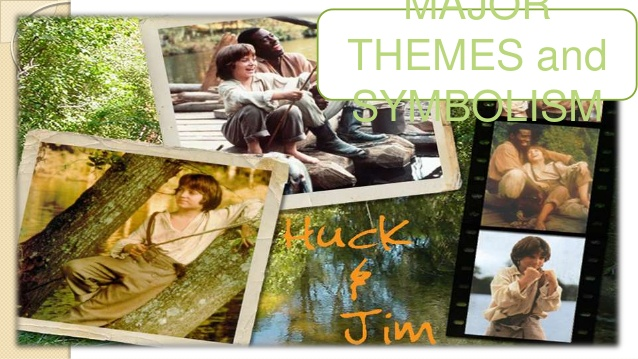 MAJOR
THEMES and
SYMBOLISM
Huck
&
Jim